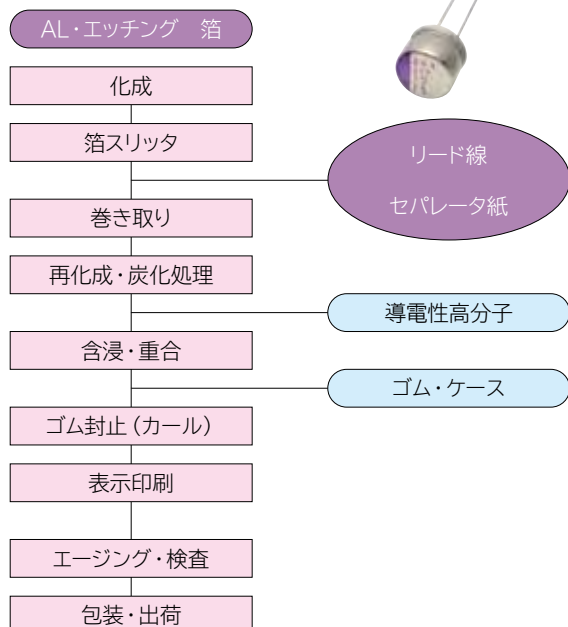 AL・エッチング　箔
化成
箔スリッタ
リード線
セパレータ紙
巻き取り
再化成・炭化処理
導電性高分子
含浸・重合
ゴム・ケース
ゴム封止（カール）
表示印刷
エージング・検査
包装・出荷